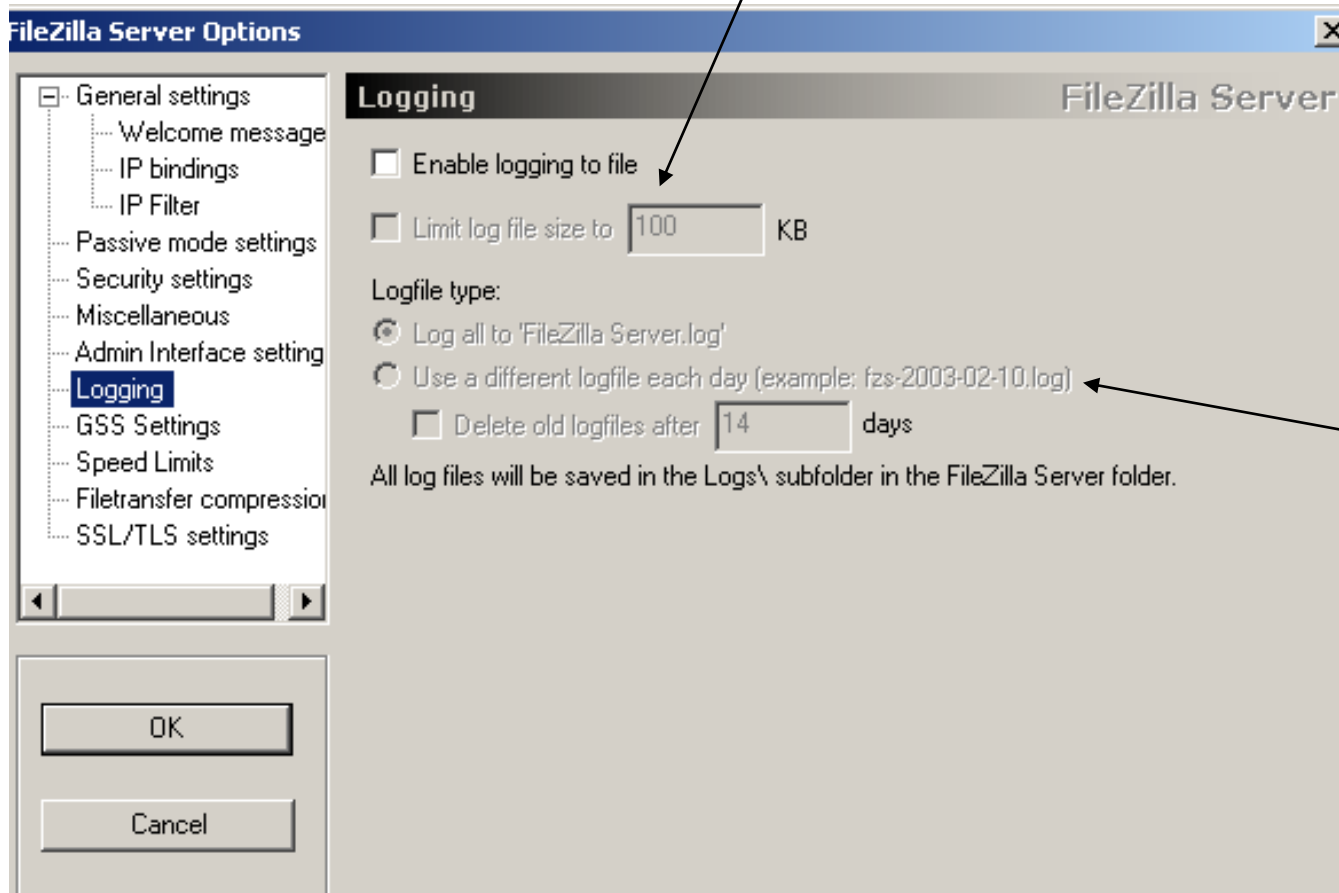 FileZilla Server Options
General settings
Welcome message
IP bindings
IP Filter
Passive mode settings
Security settings
Miscellaneous
Admin Interface setting
Logging
GSS Settings
Speed Limits
Filetransfer compression
SSL/TLS settings
OK
Cancel
Logging FileZilla Server
Enable logging to file
Limit log file size to 100 KB
Logfile type:
Log all to 'FileZilla Server.log'
Use a different logfile each day (example: fzs-2003-02-10.log)
Delete old logfiles after 14 days
All log files will be saved in the Logs\ subfolder in the FileZilla Server folder.